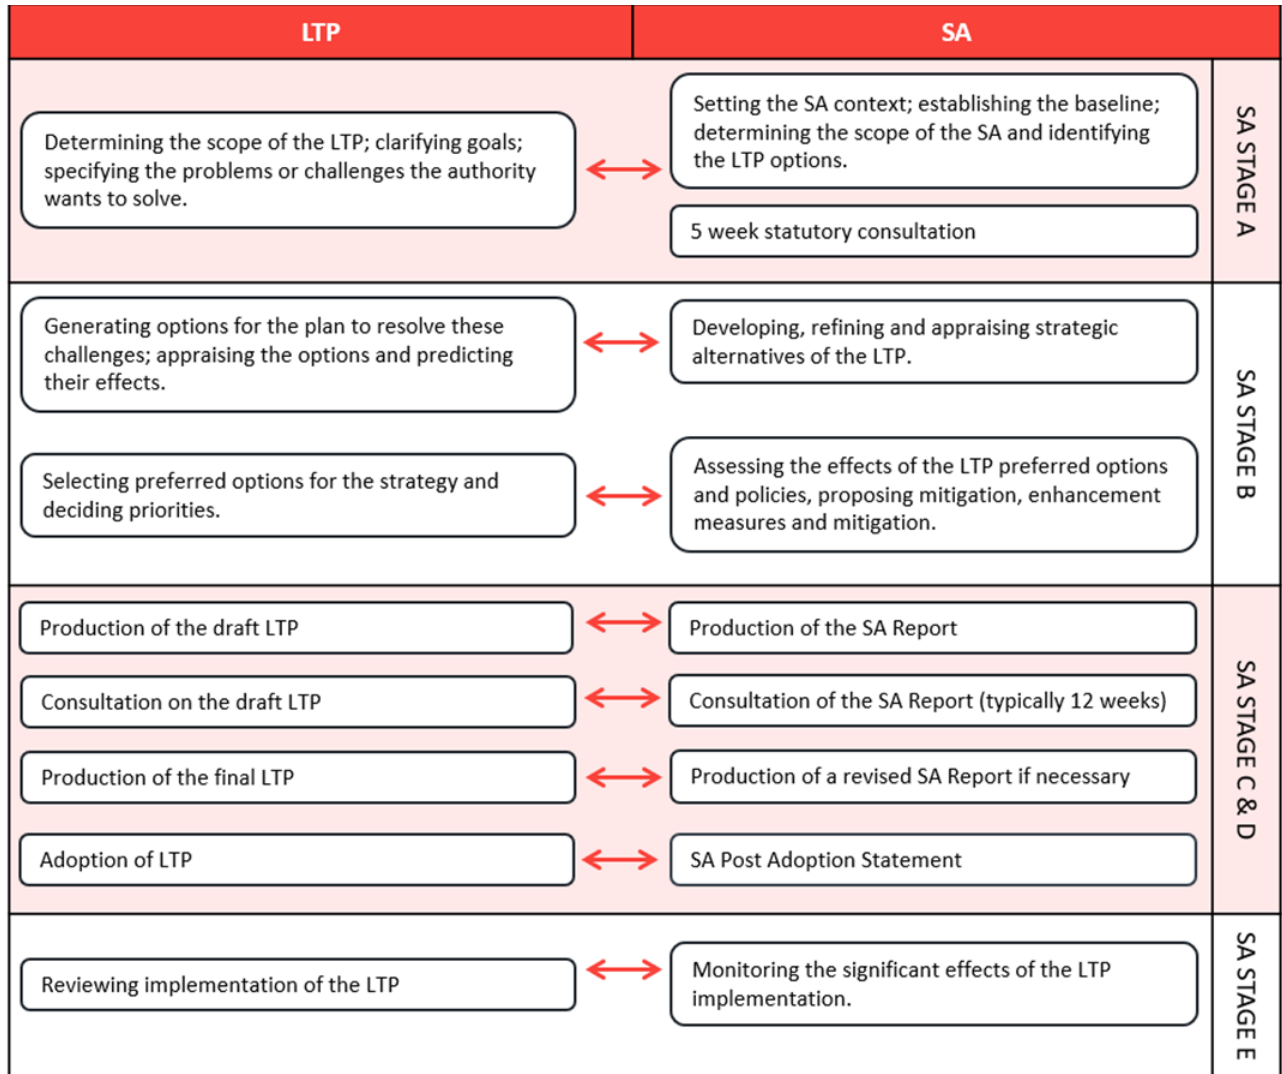 LTP
SA
Determining the scope of the LTP; clarifying goals;
specifying the problems or challenges the authority
wants to solve.
Setting the SA context; establishing the baseline;
determining the scope of the SA and identifying
the LTP options.
5 week statutory consultation
SA STAGE A
Generating options for the plan to resolve these
challenges; appraising the options and predicting
their effects.
Developing, refining and appraising strategic
alternatives of the LTP.
Selecting preferred options for the strategy and
deciding priorities.
Assessing the effects of the LTP preferred options
and policies, proposing mitigation, enhancement
measures and mitigation.
SA STAGE B
Production of the draft LTP
Production of the SA Report
Consultation on the draft LTP
Consultation of the SA Report (typically 12 weeks)
Production of the final LTP
Production of a revised SA Report if necessary
Adoption of LTP
SA Post Adoption Statement
SA STAGE C & D
Reviewing implementation of the LTP
Monitoring the significant effects of the LTP
implementation.
SA STAGE E